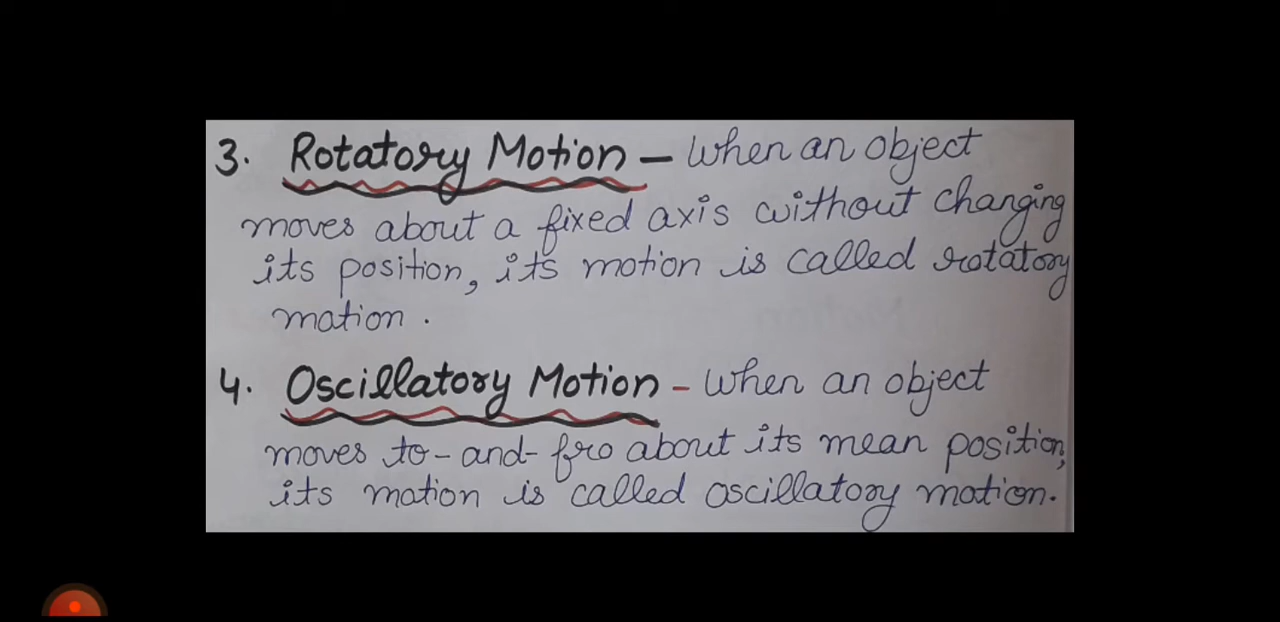 3. Rotatory Motion - When an object
moves about a fixed axis without changing
its position, its motion is called rotatory
motion.
4. Oscillatory Motion - When an object
moves to-and-fro about its mean position,
its motion is called oscillatory motion.